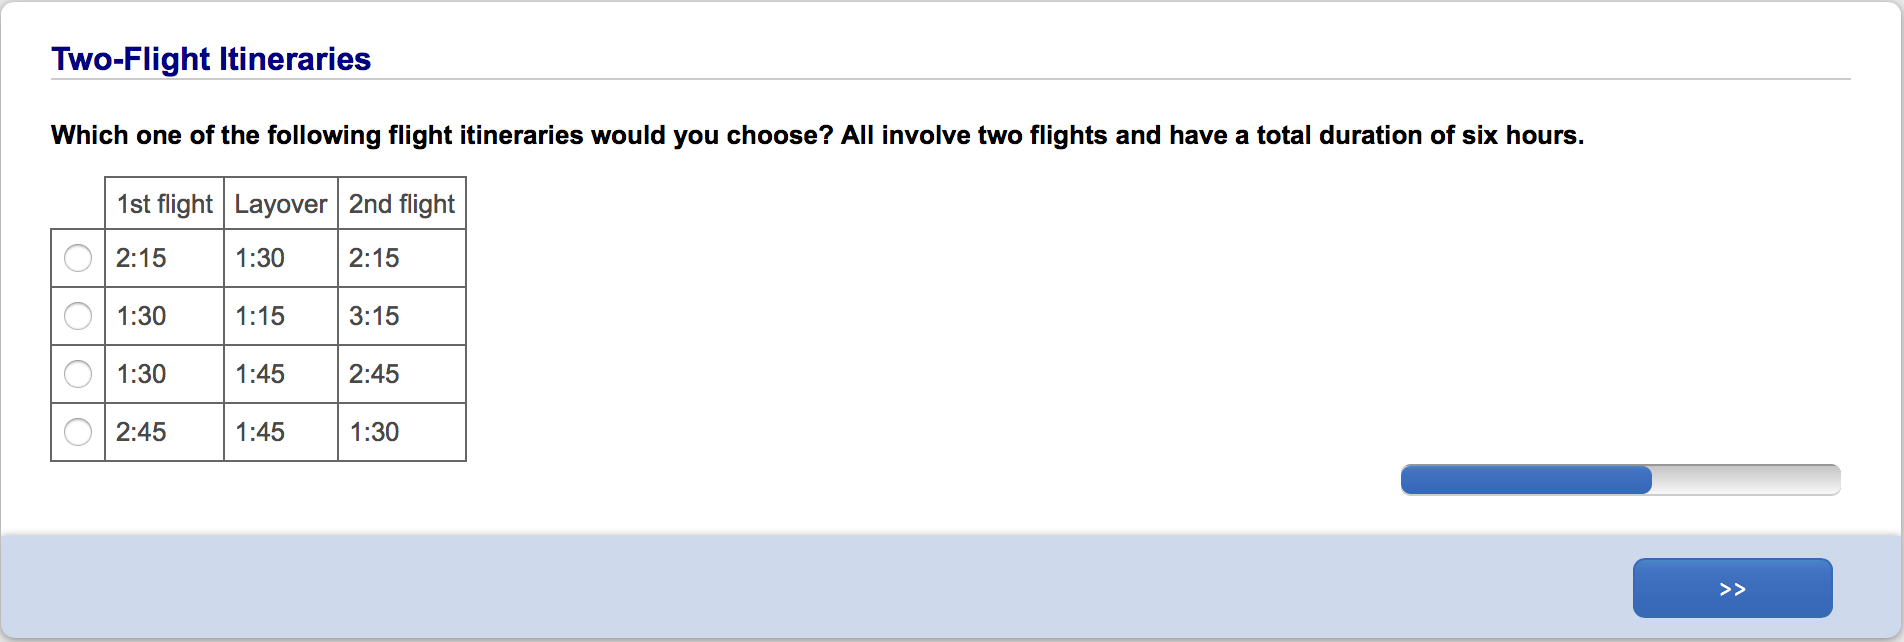 Two-Flight Itineraries
Which one of the following flight itineraries would you choose? All involve two flights and have a total duration of six hours.
1st flight Layover 2nd flight
2:15 1:30 2:15
1:30 1:15 3:15
1:30 1:45 2:45
2:45 1:45 1:30
>>